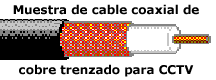 Muestra de cable coaxial de
cobre trenzado para CCTV